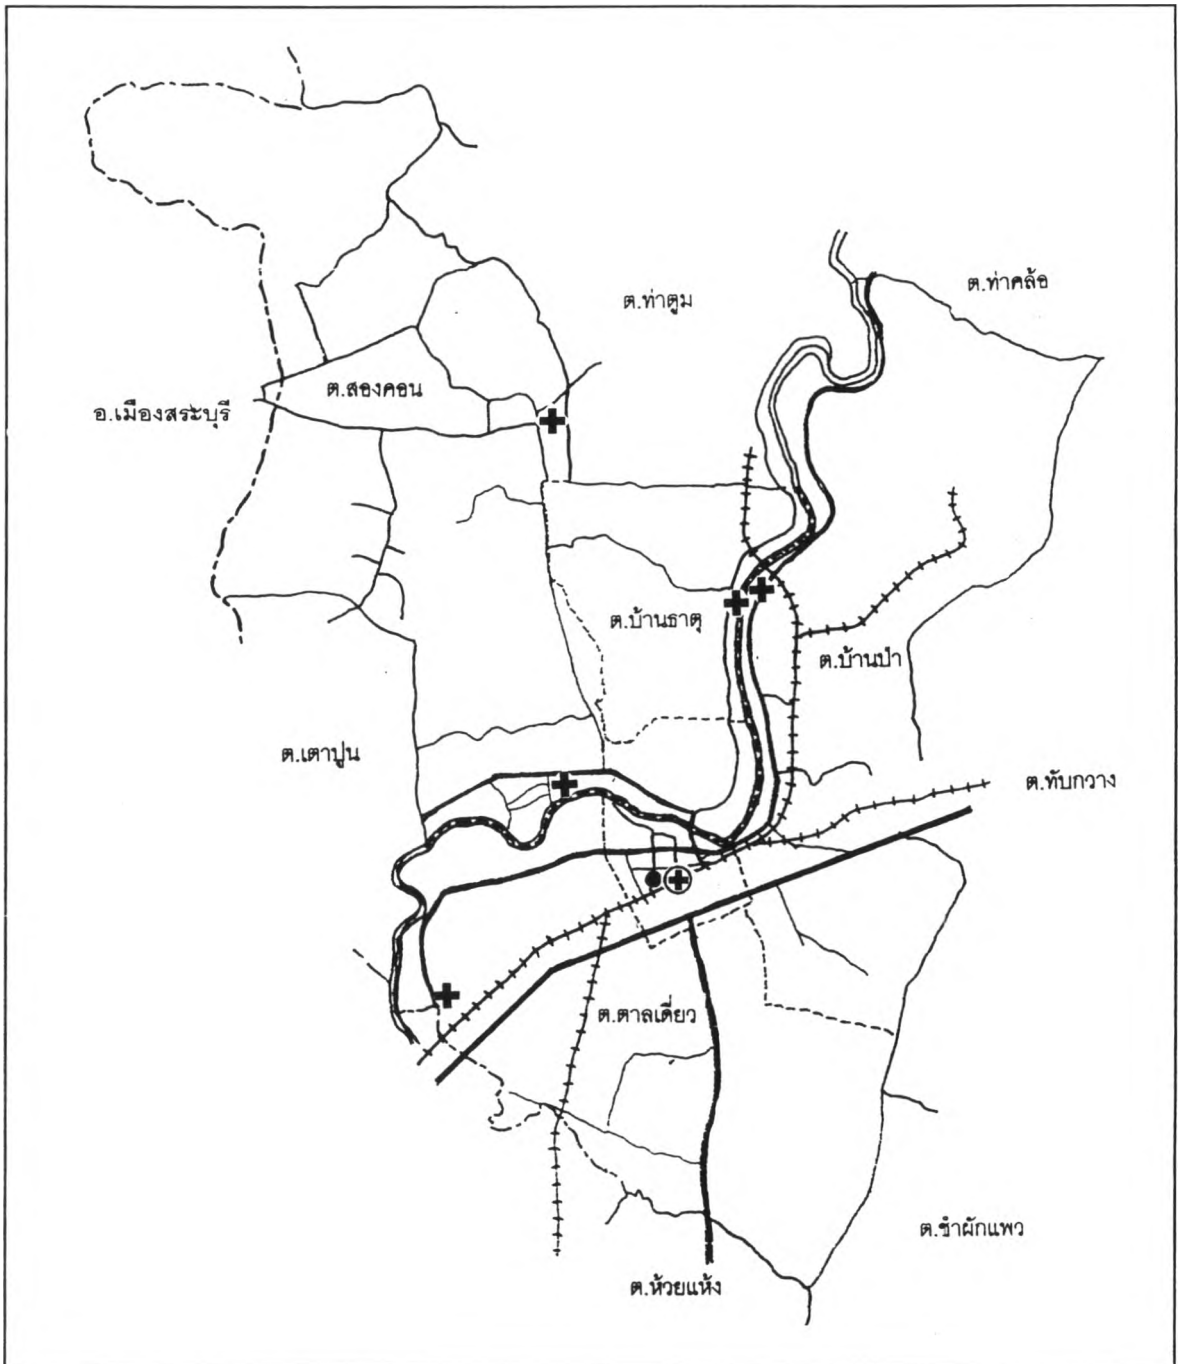 ต.ท่าคล้อ
ต.ท่าตูม
ต.สองคอน
อ.เมืองสระบุรี
ต.บ้านธาตุ
ต.บ้านป่า
ต.เตาปูน
ต.ทับกวาง
ต.ตาลเดี่ยว
ต.ชำผักแพว
ต.ห้วยแห้ง